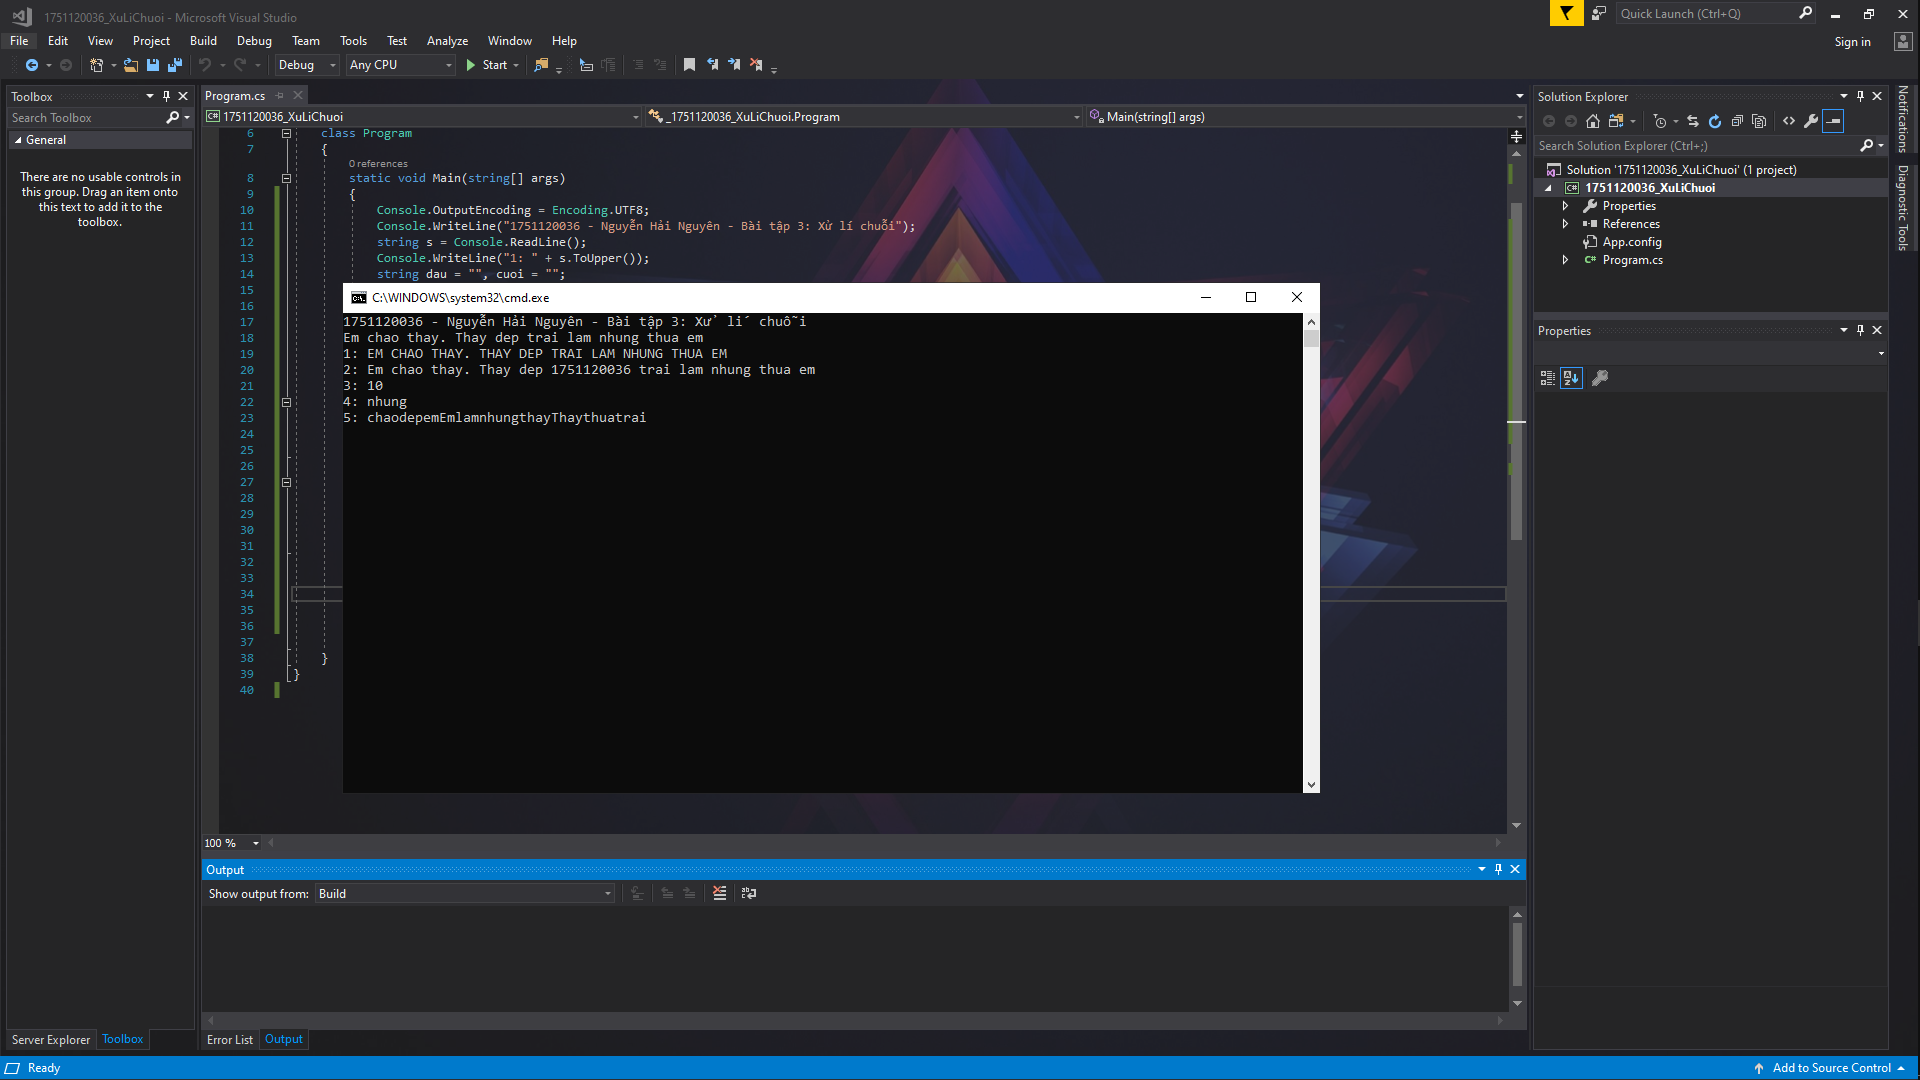 1751120036_XuLiChuoi - Microsoft Visual Studio
Quick Launch (Ctrl+Q)
File Edit View Project Build Debug Team Tools Test Analyze Window Help
Sign in
Debug Any CPU Start
Toolbox
Search Toolbox
General
There are no usable controls in
this group. Drag an item onto
this text to add it to the
toolbox.
Program.cs
1751120036_XuLiChuoi
_1751120036_XuLiChuoi.Program
Main(string[] args)
6 class Program
7 {
0 references
8 static void Main(string[] args)
9 {
10 Console.OutputEncoding = Encoding.UTF8;
11 Console.WriteLine("1751120036 - Nguyễn Hải Nguyên - Bài tập 3: Xử lí chuỗi");
12 string s = Console.ReadLine();
13 Console.WriteLine("1: " + s.ToUpper());
14 string dau = "", cuoi = "";
15
16
17
18
19
20
21
22
23
24
25
26
27
28
29
30
31
32
33
34
35
36
37
38 }
39 }
40
C:\WINDOWS\system32\cmd.exe
1751120036 - Nguyễn Hải Nguyên - Bài tập 3: Xử lí chuỗi
Em chao thay. Thay dep trai lam nhung thua em
1: EM CHAO THAY. THAY DEP TRAI LAM NHUNG THUA EM
2: Em chao thay. Thay dep 1751120036 trai lam nhung thua em
3: 10
4: nhung
5: chaodepemEmlamnhungthayThaythuatrai
100 %
Output
Show output from: Build
Server Explorer Toolbox
Error List Output
Solution Explorer
Search Solution Explorer (Ctrl+;)
Solution '1751120036_XuLiChuoi' (1 project)
1751120036_XuLiChuoi
Properties
References
App.config
Program.cs
Properties
Notifications
Diagnostic Tools
Ready
Add to Source Control